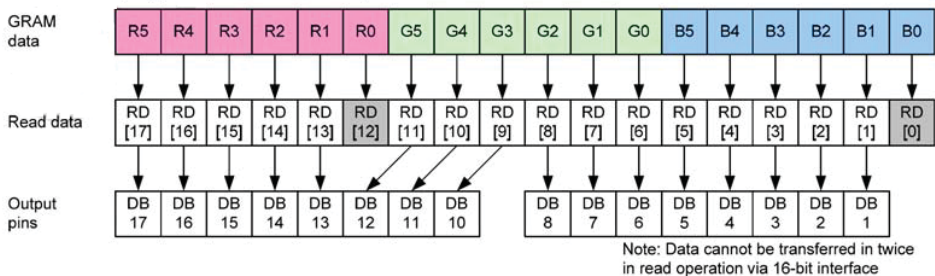 GRAM data R5 R4 R3 R2 R1 R0 G5 G4 G3 G2 G1 G0 B5 B4 B3 B2 B1 B0
Read data RD [17] RD [16] RD [15] RD [14] RD [13] RD [12] RD [11] RD [10] RD [9] RD [8] RD [7] RD [6] RD [5] RD [4] RD [3] RD [2] RD [1] RD [0]
Output pins DB 17 DB 16 DB 15 DB 14 DB 13 DB 12 DB 11 DB 10 DB 8 DB 7 DB 6 DB 5 DB 4 DB 3 DB 2 DB 1
Note: Data cannot be transferred in twice
in read operation via 16-bit interface